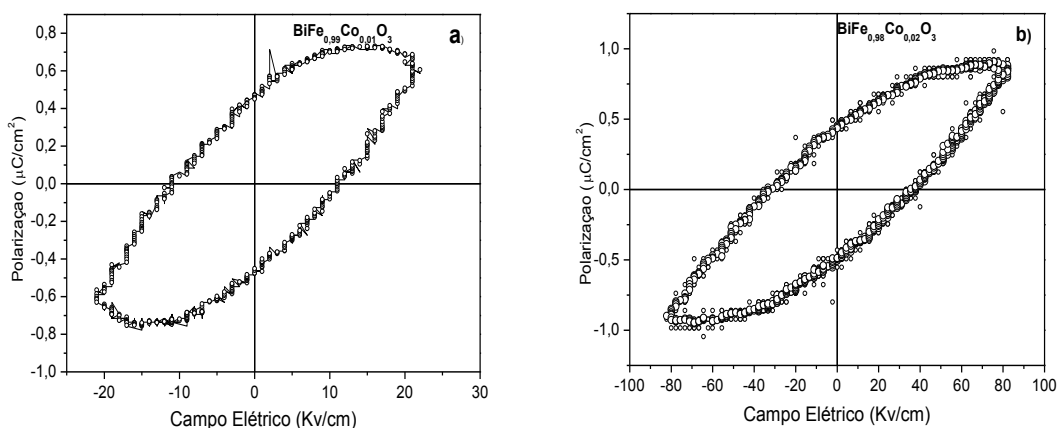 BiFe0,99Co0,01O3
a)
0,8
0,6
0,4
0,2
0,0
-0,2
-0,4
-0,6
-0,8
-1,0
Polarizaçao (μC/cm²)
-20 -10 0 10 20 30
Campo Elétrico (Kv/cm)
BiFe0,98Co0,02O3
b)
1,0
0,5
0,0
-0,5
-1,0
Polarização (μC/cm²)
-100 -80 -60 -40 -20 0 20 40 60 80 100
Campo Elétrico (Kv/cm)